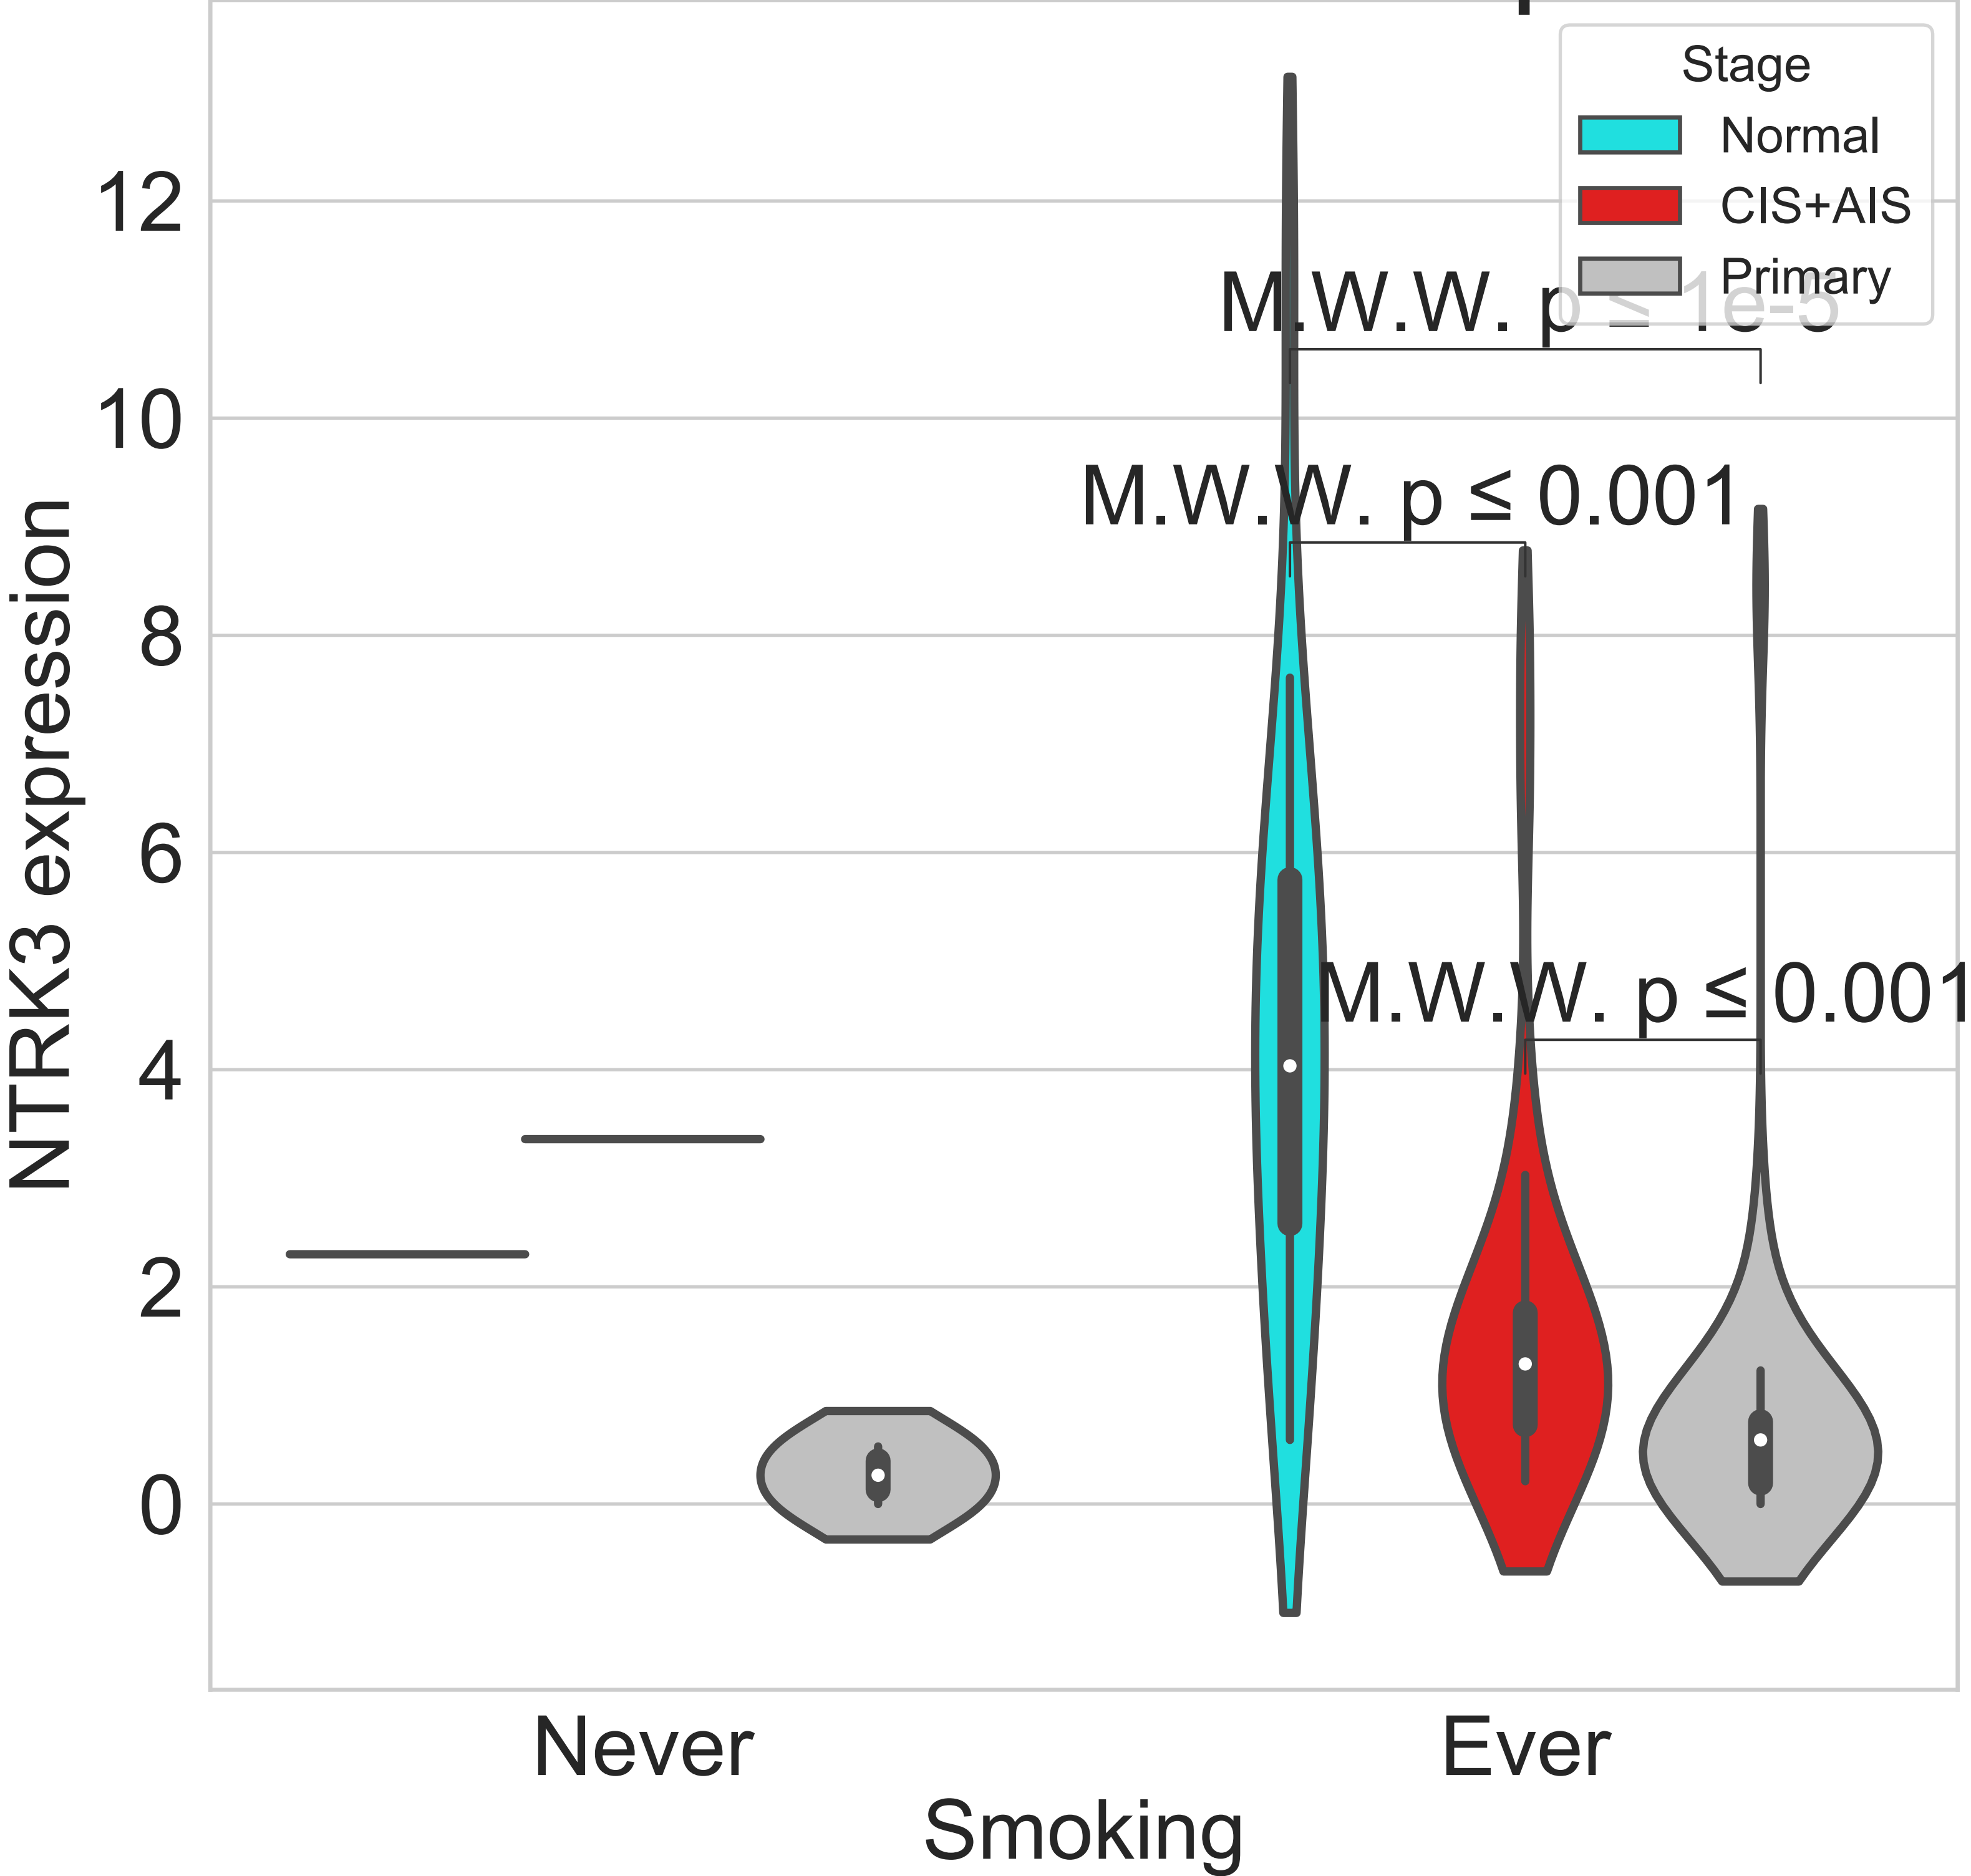 Stage
Normal
CIS+AIS
Primary
M.W.W. p ≤ 1e-5
M.W.W. p ≤ 0.001
M.W.W. p ≤ 0.001
12
10
8
6
4
2
0
NTRK3 expression
Never
Ever
Smoking